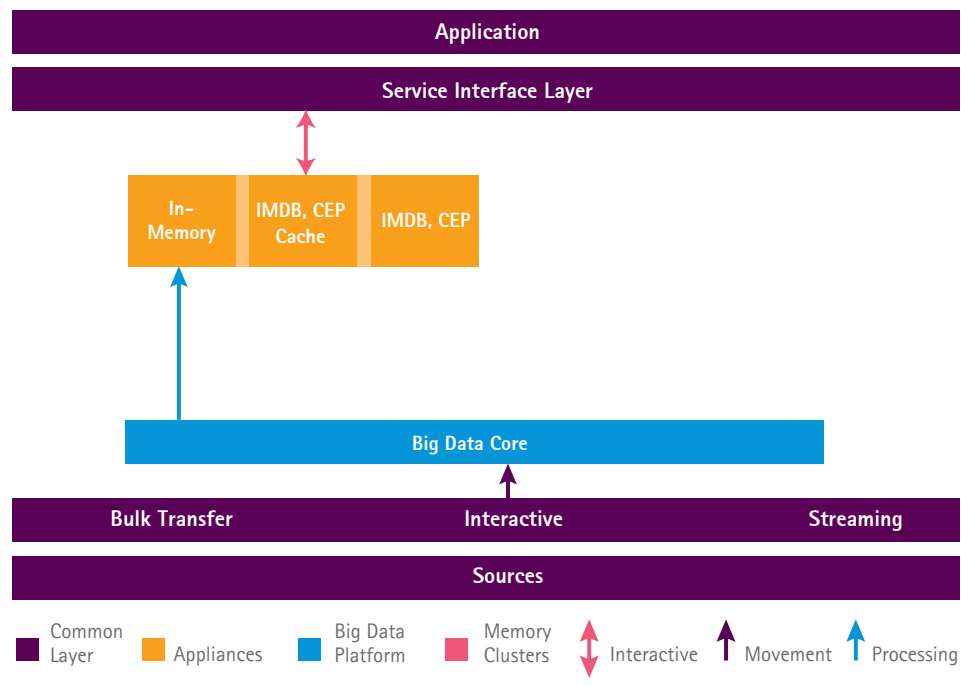 Application
Service Interface Layer
In-
Memory
IMDB, CEP
Cache
IMDB, CEP
Big Data Core
Bulk Transfer Interactive Streaming
Sources
Common
Layer
Appliances
Big Data
Platform
Memory
Clusters
Interactive
Movement
Processing